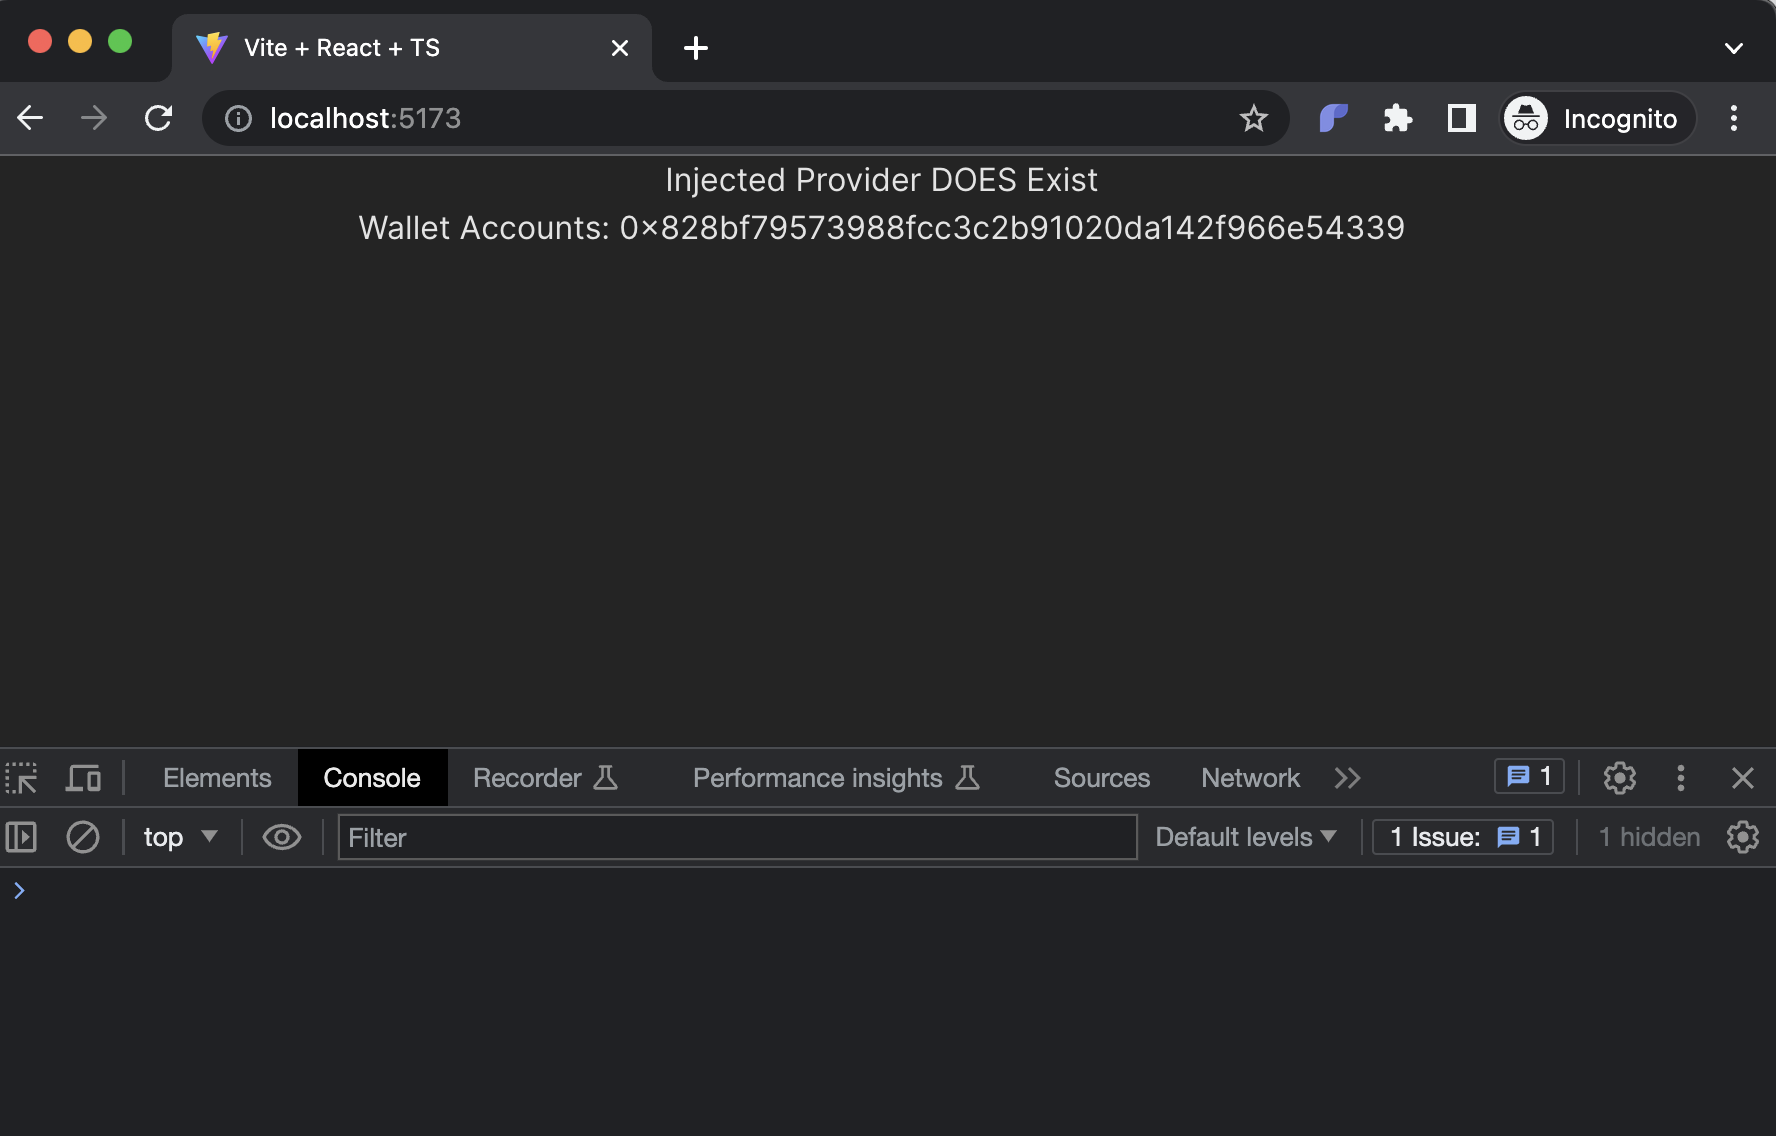 Vite + React + TS
localhost:5173
Incognito
Injected Provider DOES Exist
Wallet Accounts: 0x828bf79573988fcc3c2b91020da142f966e54339
Elements Console Recorder Performance insights Sources Network 1
top Filter Default levels 1 Issue: 1 1 hidden